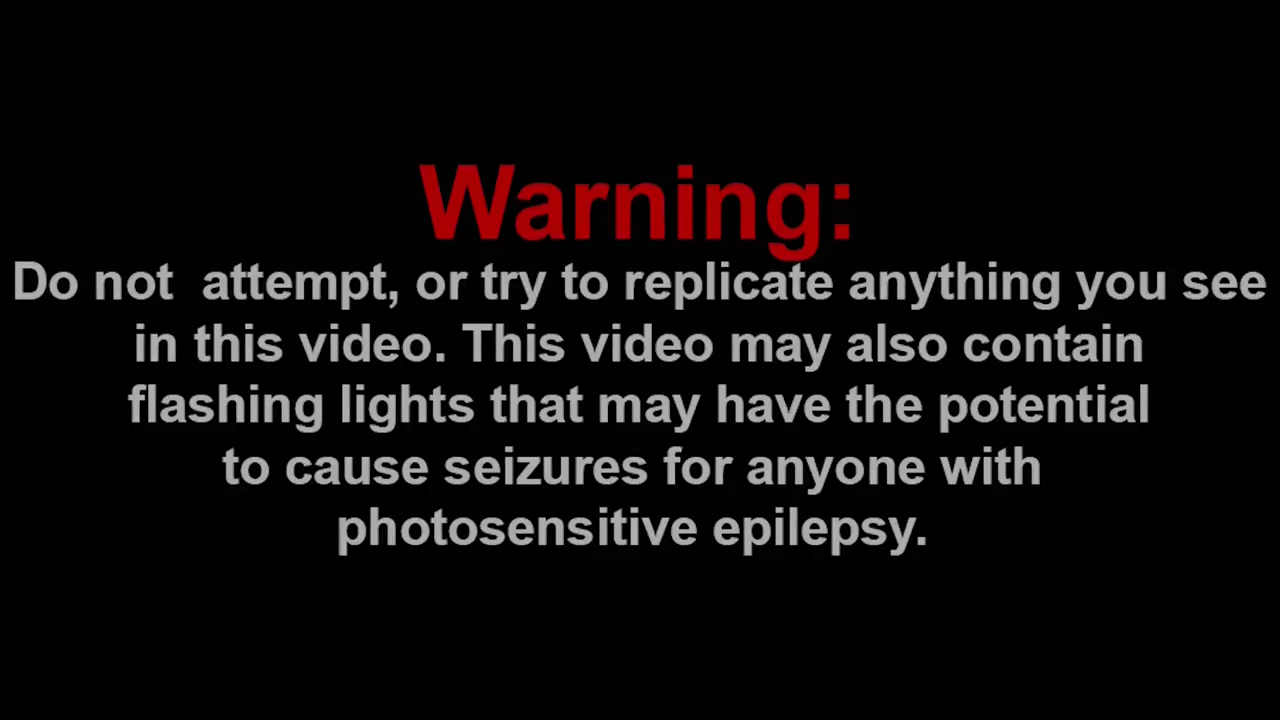 Warning:
Do not  attempt, or try to replicate anything you see
in this video. This video may also contain
flashing lights that may have the potential
to cause seizures for anyone with
photosensitive epilepsy.